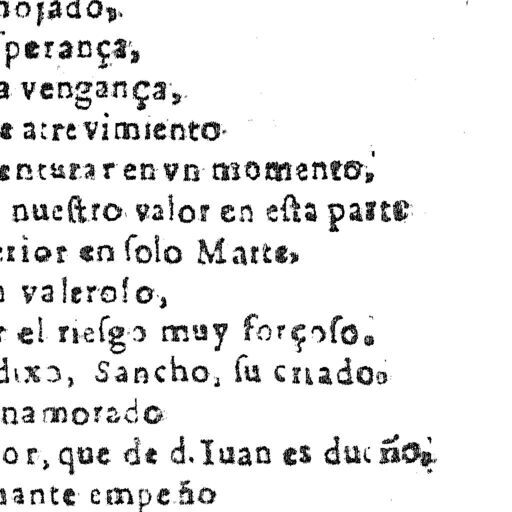 nojado,
sperança,
a vengança,
e atrevimiento
enturar en vn momento,
nuestro valor en esta parte
erior en solo Marte,
valeroso,
r el riesgo muy forçoso.
dixo, Sancho, su criado.
namorado
or, que de d. Iuan es dueño,
nante empeño